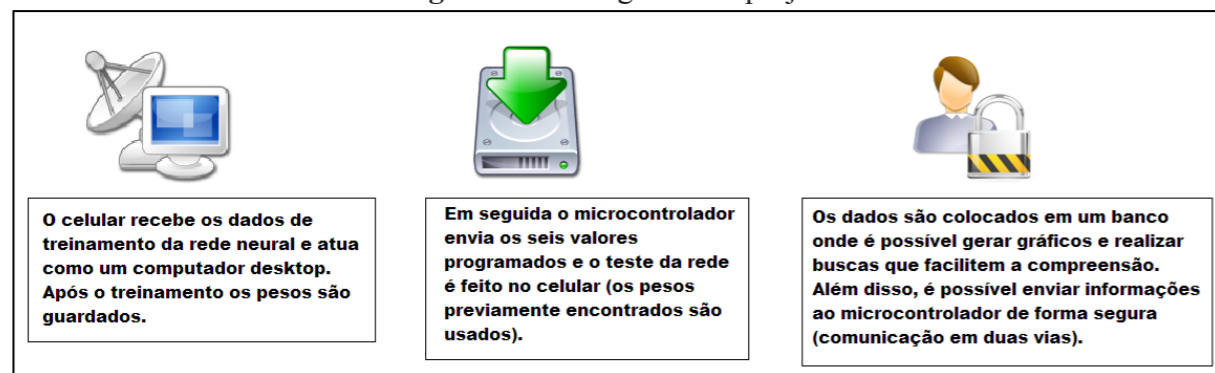 O celular recebe os dados de
treinamento da rede neural e atua
como um computador desktop.
Após o treinamento os pesos são
guardados.
Em seguida o microcontrolador
envia os seis valores
programados e o teste da rede
é feito no celular (os pesos
previamente encontrados são
usados).
Os dados são colocados em um banco
onde é possível gerar gráficos e realizar
buscas que facilitem a compreensão.
Além disso, é possível enviar informações
ao microcontrolador de forma segura
(comunicação em duas vias).